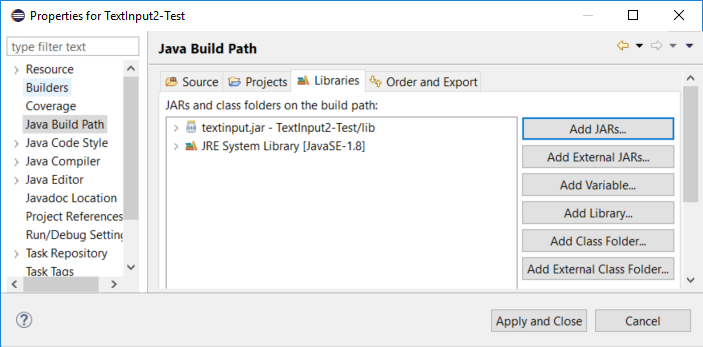 Properties for TextInput2-Test
type filter text
Resource
Builders
Coverage
Java Build Path
Java Code Style
Java Compiler
Java Editor
Javadoc Location
Project References
Run/Debug Setting
Task Repository
Task Tags
Java Build Path
Source Projects Libraries Order and Export
JARs and class folders on the build path:
textinput.jar - TextInput2-Test/lib
JRE System Library [JavaSE-1.8]
Add JARs...
Add External JARs...
Add Variable...
Add Library...
Add Class Folder...
Add External Class Folder...
Apply and Close Cancel